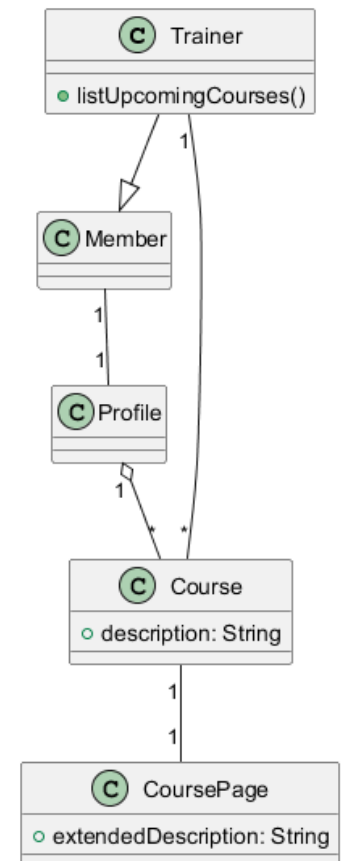 C Trainer
listUpcomingCourses()
1
C Member
1
1
C Profile
1
*
*
C Course
description: String
1
1
C CoursePage
extendedDescription: String